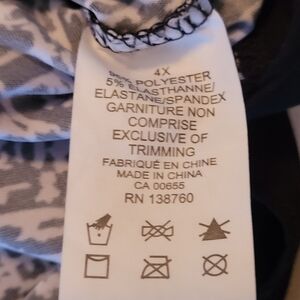 4X
95% POLYESTER
5% ELASTHANNE/
ELASTANE/SPANDEX
GARNITURE NON
COMPRISE
EXCLUSIVE OF
TRIMMING
FABRIQUÉ EN CHINE
MADE IN CHINA
CA 00655
RN 138760